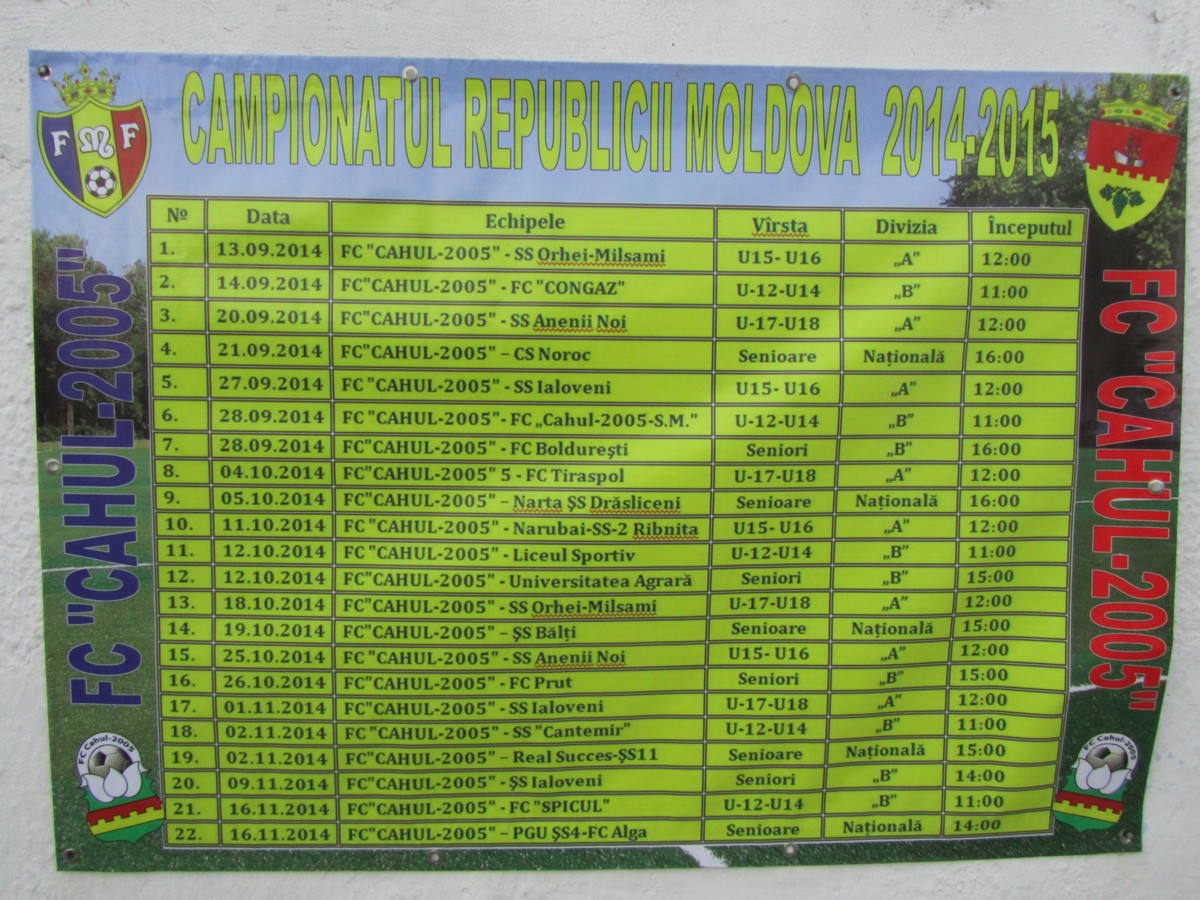 CAMPIONATUL REPUBLICII MOLDOVA 2014-2015
F M F
FC "CAHUL-2005"
FC "CAHUL-2005"
Nº Data Echipele Vîrsta Divizia Începutul
1. 13.09.2014 FC "CAHUL-2005" - SS Orhei-Milsami U15- U16 „A" 12:00
2. 14.09.2014 FC"CAHUL-2005" - FC "CONGAZ" U-12-U14 „B" 11:00
3. 20.09.2014 FC"CAHUL-2005" - SS Anenii Noi U-17-U18 „A" 12:00
4. 21.09.2014 FC"CAHUL-2005" – CS Noroc Senioare Națională 16:00
5. 27.09.2014 FC "CAHUL-2005" - SS Ialoveni U15- U16 „A" 12:00
6. 28.09.2014 FC "CAHUL-2005"- FC „Cahul-2005-S.M." U-12-U14 „B" 11:00
7. 28.09.2014 FC "CAHUL-2005" - FC Boldurești Seniori „B" 16:00
8. 04.10.2014 FC"CAHUL-2005" 5 - FC Tiraspol U-17-U18 „A" 12:00
9. 05.10.2014 FC"CAHUL-2005" – Narta ŞS Drăsliceni Senioare Națională 16:00
10. 11.10.2014 FC "CAHUL-2005" - Narubai-SS-2 Ribnita U15- U16 „A" 12:00
11. 12.10.2014 FC "CAHUL-2005" - Liceul Sportiv U-12-U14 „B" 11:00
12. 12.10.2014 FC "CAHUL-2005" - Universitatea Agrară Seniori „B" 15:00
13. 18.10.2014 FC"CAHUL-2005" - SS Orhei-Milsami U-17-U18 „A" 12:00
14. 19.10.2014 FC"CAHUL-2005" – ŞS Bălți Senioare Națională 15:00
15. 25.10.2014 FC "CAHUL-2005" - SS Anenii Noi U15- U16 „A" 12:00
16. 26.10.2014 FC "CAHUL-2005" - FC Prut Seniori „B" 15:00
17. 01.11.2014 FC "CAHUL-2005" - SS Ialoveni U-17-U18 „A" 12:00
18. 02.11.2014 FC "CAHUL-2005" - SS "Cantemir" U-12-U14 „B" 11:00
19. 02.11.2014 FC"CAHUL-2005" – Real Succes-ŞS11 Senioare Națională 15:00
20. 09.11.2014 FC "CAHUL-2005" - ŞS Ialoveni Seniori „B" 14:00
21. 16.11.2014 FC "CAHUL-2005" - FC "SPICUL" U-12-U14 „B" 11:00
22. 16.11.2014 FC"CAHUL-2005" – PGU ŞS4-FC Alga Senioare Națională 14:00
FC Cahul-2005
FC Cahul-2005